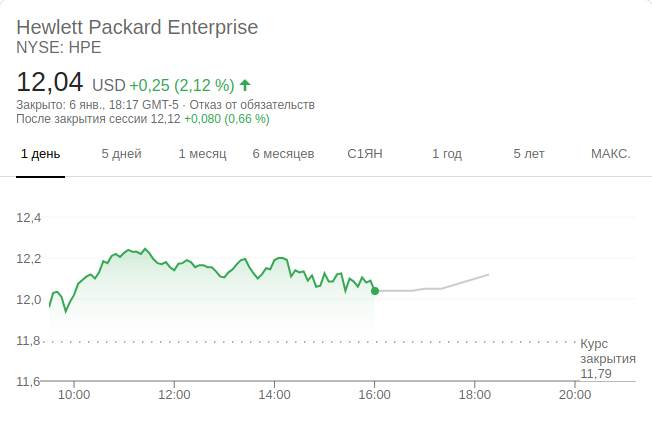 Hewlett Packard Enterprise
NYSE: HPE
12,04 USD +0,25 (2,12 %) ↑
Закрыто: 6 янв., 18:17 GMT-5 · Отказ от обязательств
После закрытия сессии 12,12 +0,080 (0,66 %)
1 день 5 дней 1 месяц 6 месяцев С1ЯН 1 год 5 лет МАКС.
12,4
12,2
12,0
11,8
11,6
Курс
закрытия
11,79
10:00 12:00 14:00 16:00 18:00 20:00